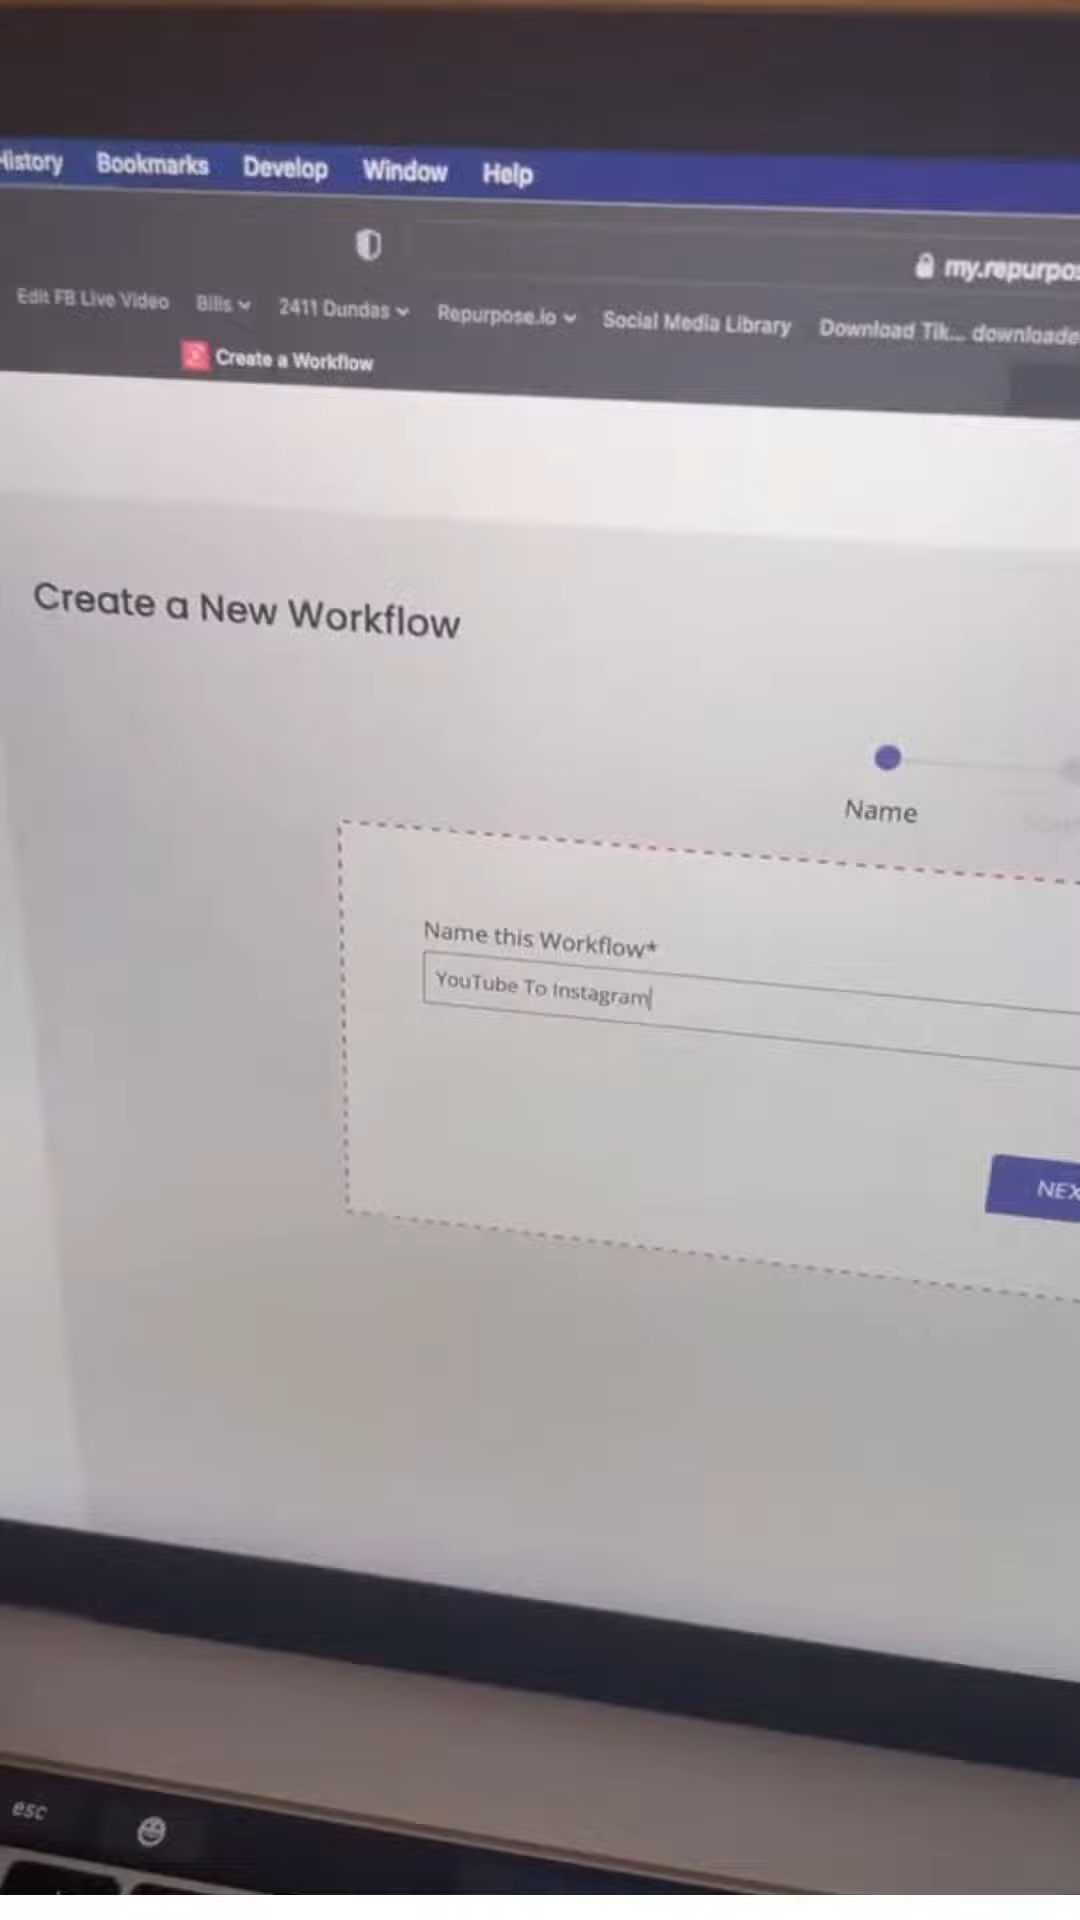 History Bookmarks Develop Window Help
my.repurpos
Edit FB Live Video Bills 2411 Dundas Repurpose.io Social Media Library Download Tik... downloade
Create a Workflow
Create a New Workflow
Name
Name this Workflow*
YouTube To Instagram
NEX
esc